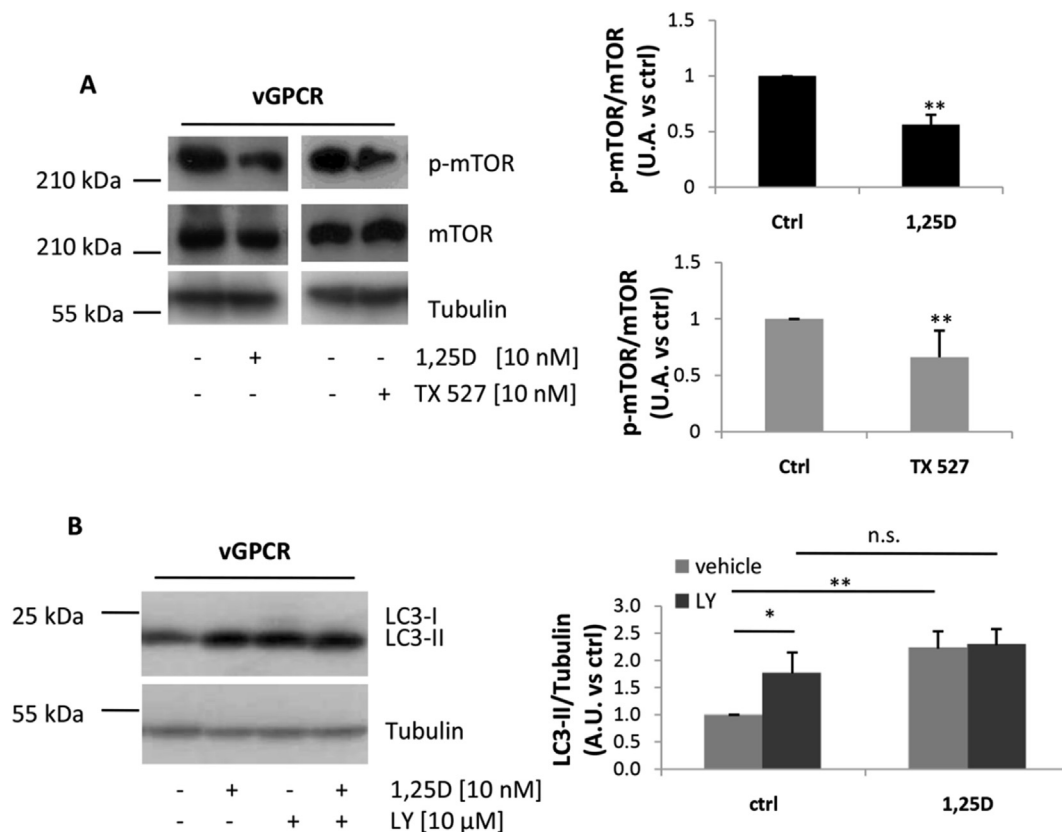 A
vGPCR
p-mTOR
210 kDa
mTOR
210 kDa
Tubulin
55 kDa
- + - - 1,25D [10 nM]
- - - + TX 527 [10 nM]
p-mTOR/mTOR
(U.A. vs ctrl)
1.5
1
0.5
0
**
Ctrl 1,25D
p-mTOR/mTOR
(U.A. vs ctrl)
1.5
1
0.5
0
**
Ctrl TX 527
B
vGPCR
25 kDa
LC3-I
LC3-II
55 kDa
Tubulin
- + - + 1,25D [10 nM]
- - + + LY [10 µM]
n.s.
vehicle
LY
**
*
LC3-II/Tubulin
(A.U. vs ctrl)
3.0
2.5
2.0
1.5
1.0
0.5
0.0
ctrl 1,25D